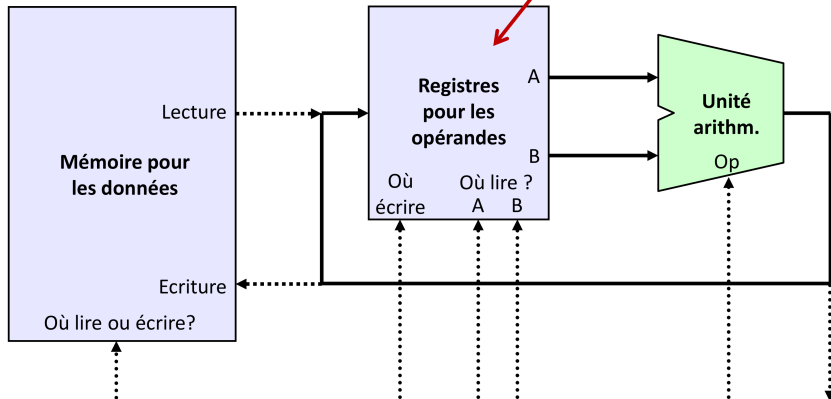 Lecture
Mémoire pour
les données
Ecriture
Où lire ou écrire?
Registres
pour les
opérandes
A
B
Où
écrire
Où lire ?
A
B
Unité
arithm.
Op